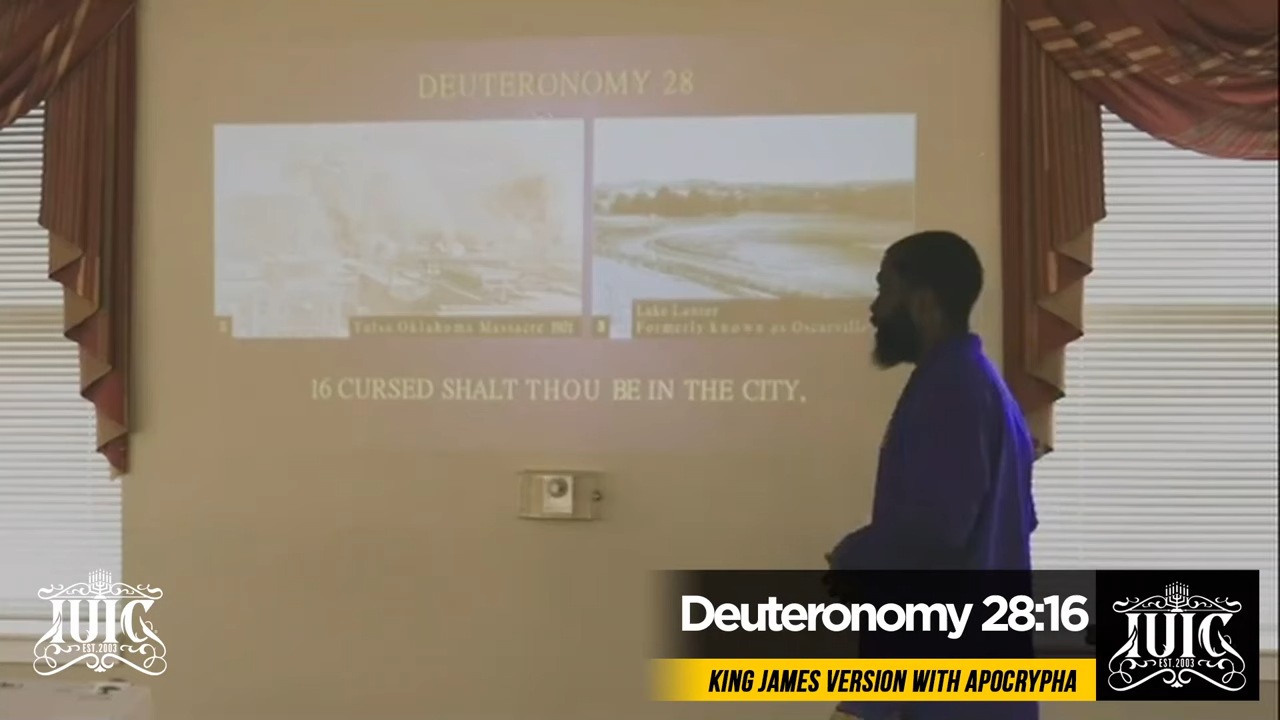 DEUTERONOMY 28
Tulsa Oklahoma Massacre 1921
Lake Lanier
Formerly known as Oscarville
16 CURSED SHALT THOU BE IN THE CITY,
IUIC
EST. 2003
Deuteronomy 28:16
KING JAMES VERSION WITH APOCRYPHA
IUIC
EST. 2003